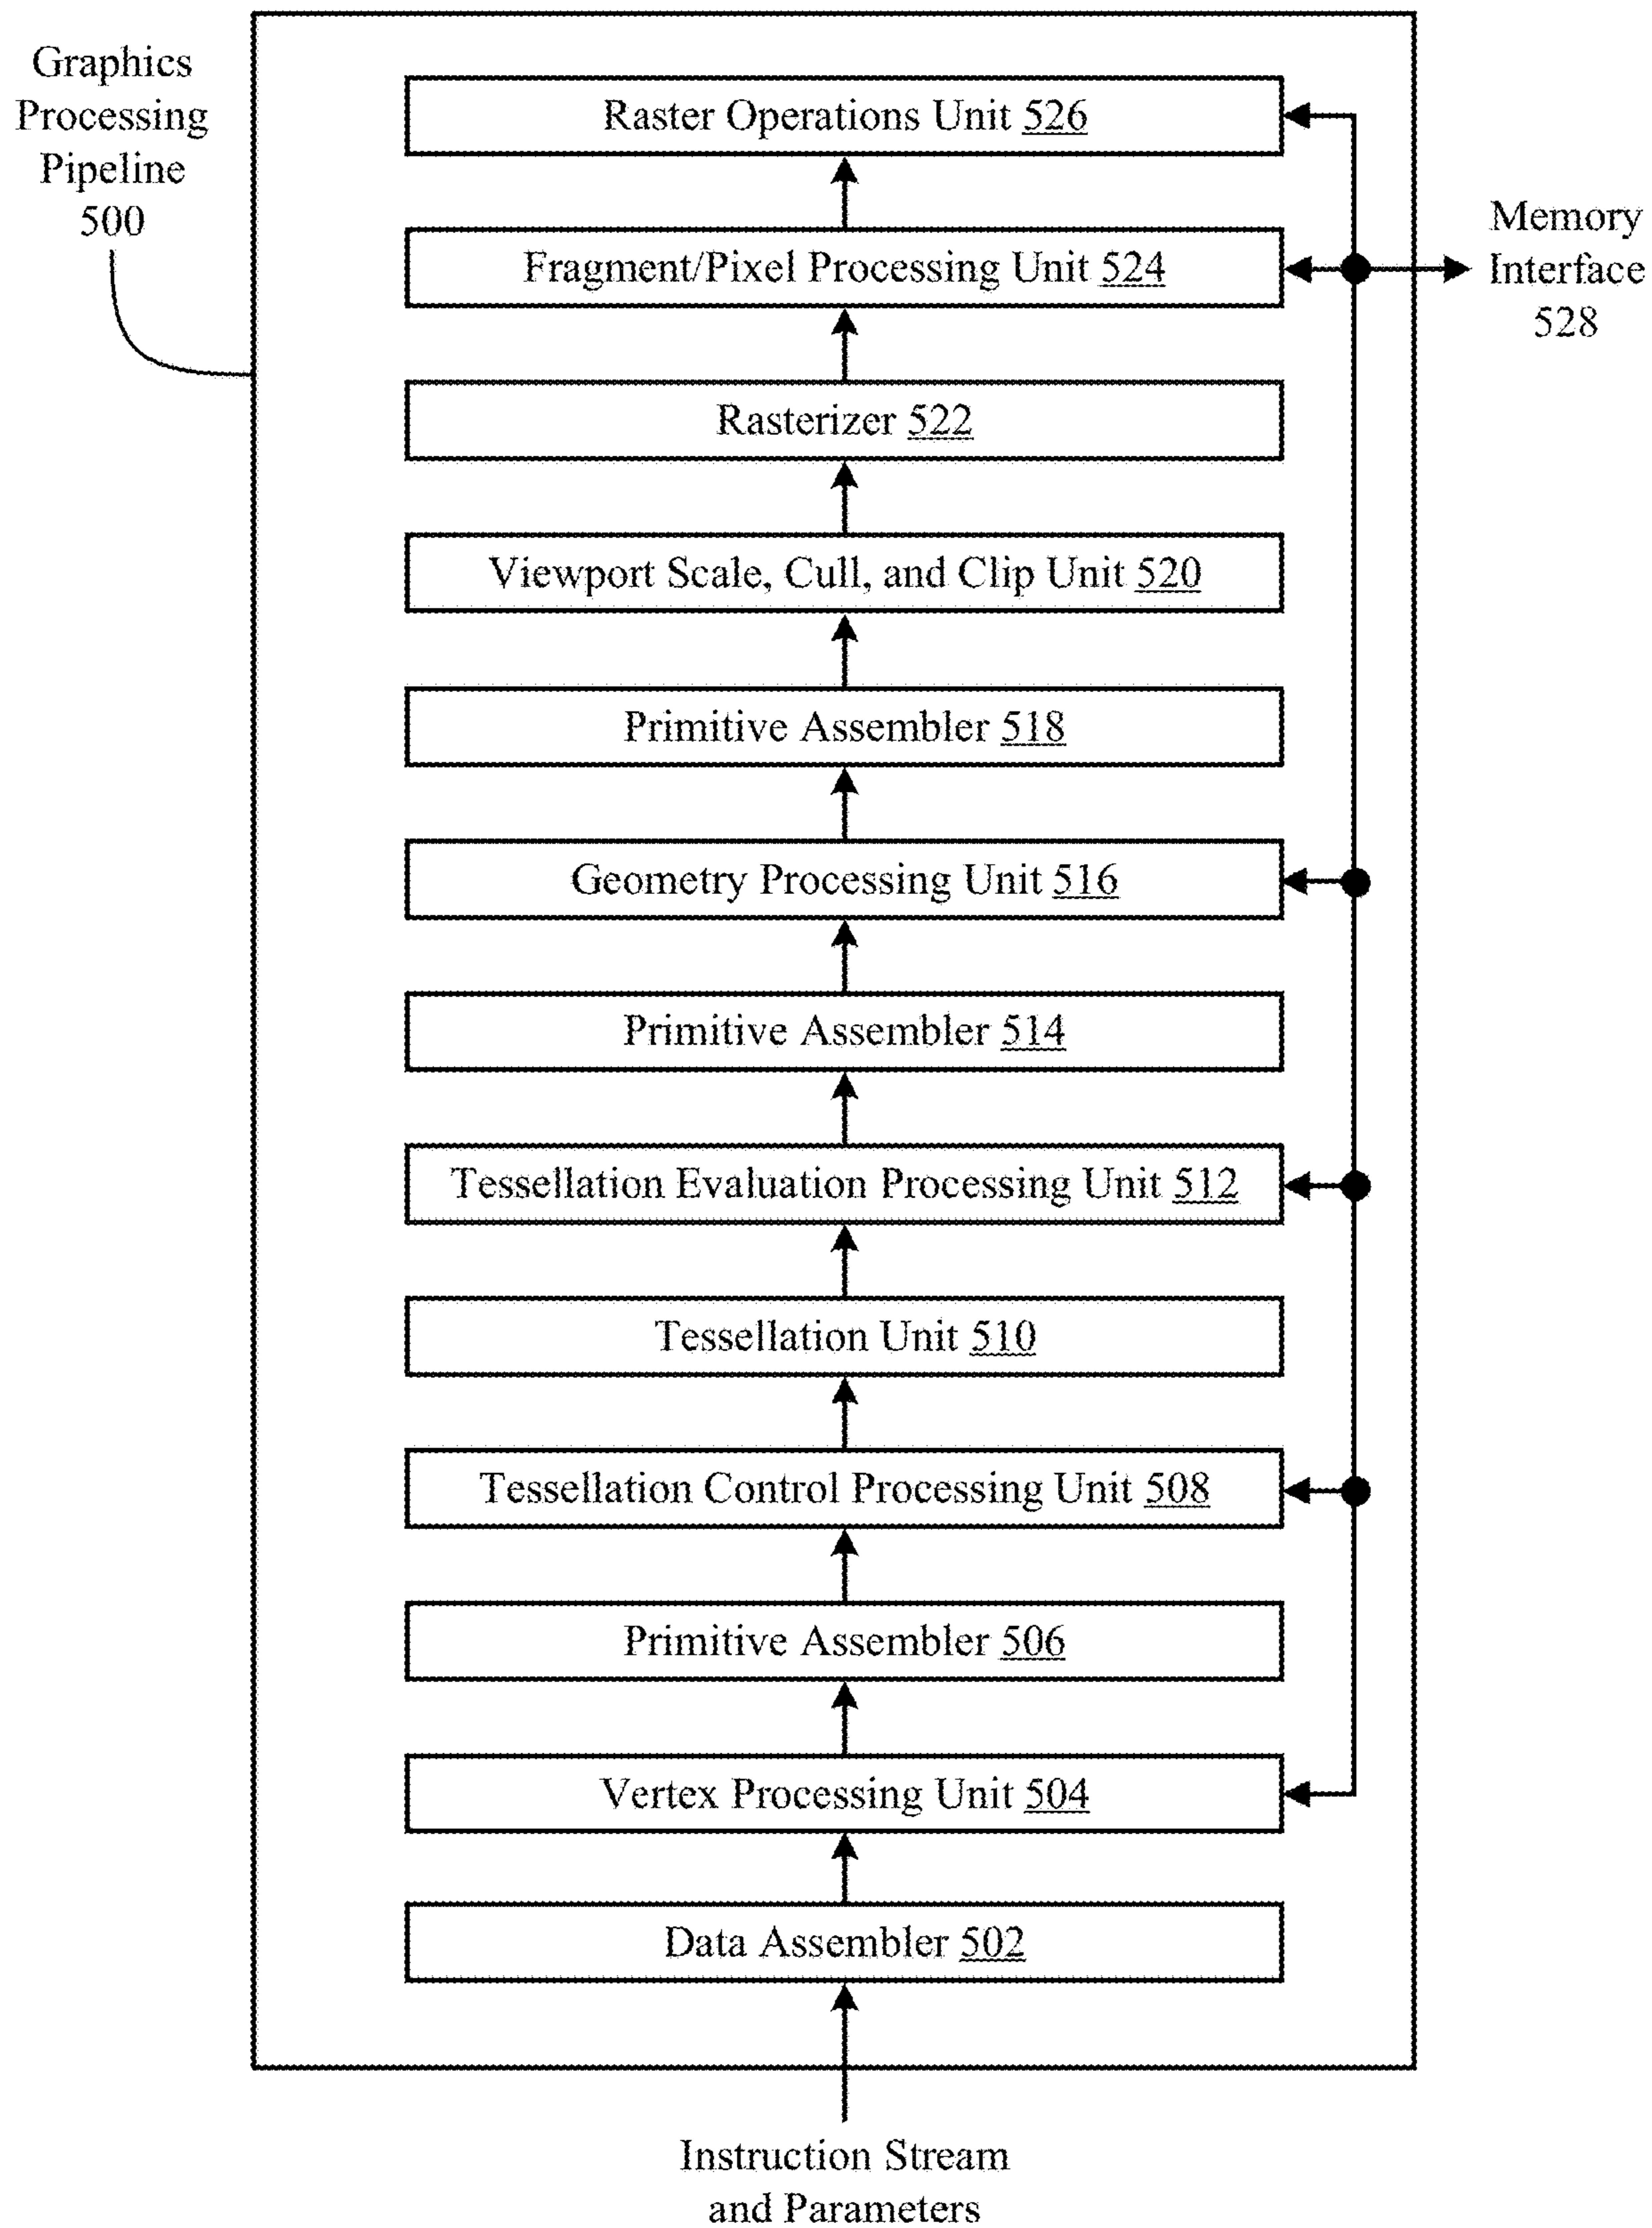 Graphics
Processing
Pipeline
500
Raster Operations Unit 526
Memory
Interface
528
Fragment/Pixel Processing Unit 524
Rasterizer 522
Viewport Scale, Cull, and Clip Unit 520
Primitive Assembler 518
Geometry Processing Unit 516
Primitive Assembler 514
Tessellation Evaluation Processing Unit 512
Tessellation Unit 510
Tessellation Control Processing Unit 508
Primitive Assembler 506
Vertex Processing Unit 504
Data Assembler 502
Instruction Stream
and Parameters